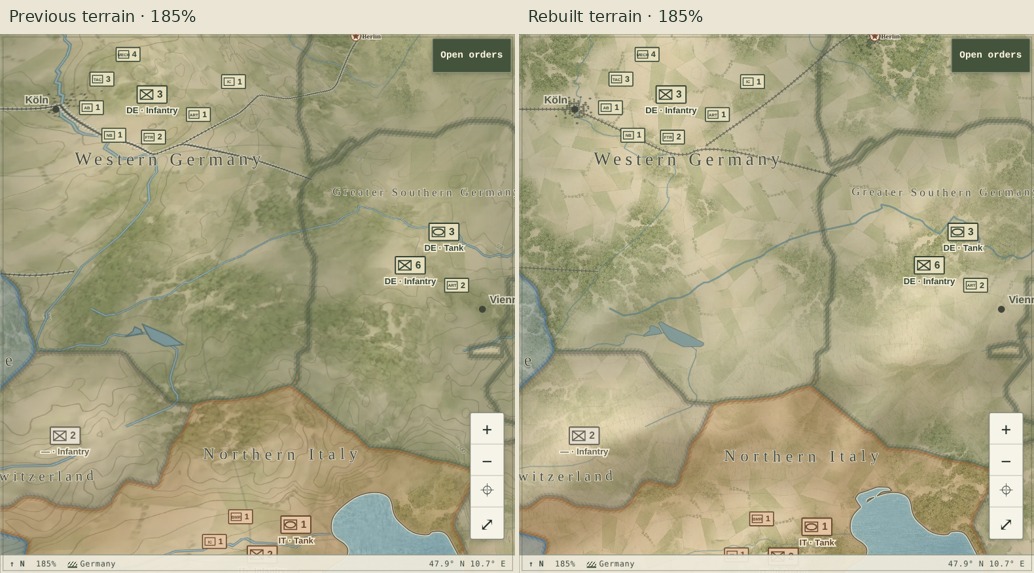 Previous terrain · 185%
Berlin
Open orders
4
3
Köln
3
1
1
DE · Infantry
1
1
2
Western Germany
Greater Southern German
3
DE · Tank
6
DE · Infantry
2
Vienn
e
2
— · Infantry
witzerland
Northern Italy
1
1
IT · Tank
1
+
−
↑ N 185% Germany 47.9° N 10.7° E
Rebuilt terrain · 185%
Berlin
Open orders
4
3
Köln
3
1
1
DE · Infantry
1
1
2
Western Germany
Greater Southern German
3
DE · Tank
6
DE · Infantry
2
Vienn
e
2
— · Infantry
witzerland
Northern Italy
1
1
IT · Tank
+
−
↑ N 185% Germany 47.9° N 10.7° E